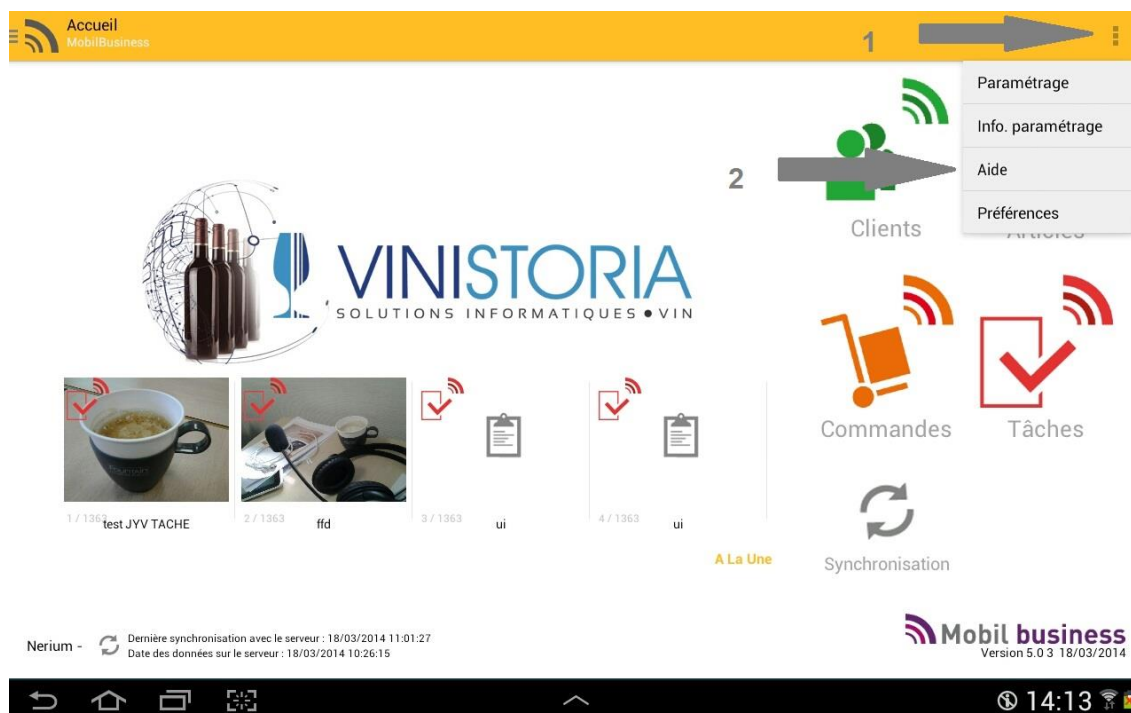 Accueil
MobilBusiness
1
Paramétrage
Info. paramétrage
2
Aide
Préférences
Clients
Articles
VINISTORIA
SOLUTIONS INFORMATIQUES • VIN
Commandes
Tâches
1 / 1363
test JYV TACHE
2 / 1363
ffd
3 / 1363
ui
4 / 1363
ui
A La Une
Synchronisation
Nerium -
Dernière synchronisation avec le serveur : 18/03/2014 11:01:27
Date des données sur le serveur : 18/03/2014 10:26:15
Mobil business
Version 5.0 3 18/03/2014
14:13